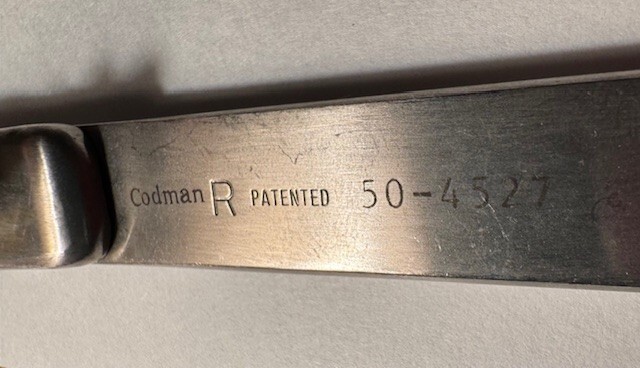 Codman R PATENTED 50-4527